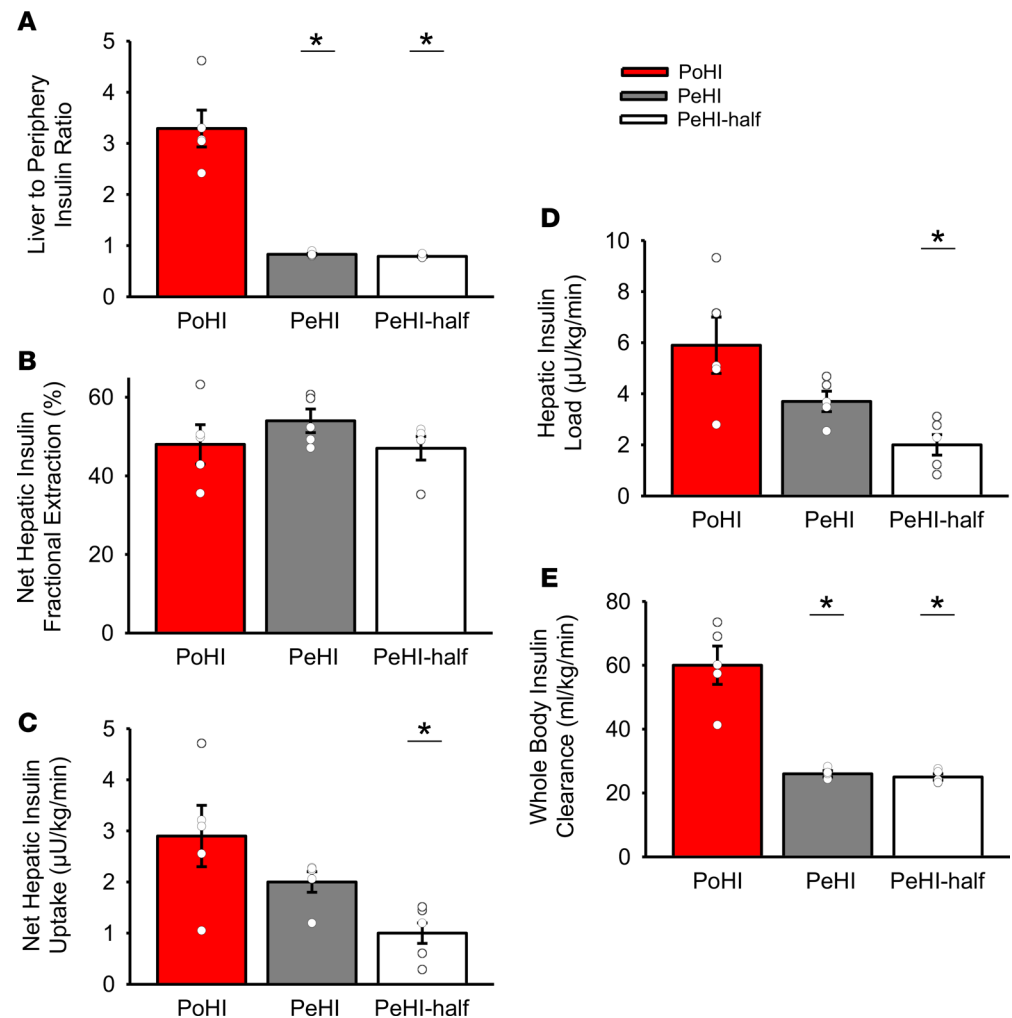 A
Liver to Periphery
Insulin Ratio
5
4
3
2
1
0
*
*
PoHI
PeHI
PeHI-half
PoHI
PeHI
PeHI-half
B
Net Hepatic Insulin
Fractional Extraction (%)
60
40
20
0
PoHI
PeHI
PeHI-half
C
Net Hepatic Insulin
Uptake (µU/kg/min)
5
4
3
2
1
0
*
PoHI
PeHI
PeHI-half
D
Hepatic Insulin
Load (µU/kg/min)
10
8
6
4
2
0
*
PoHI
PeHI
PeHI-half
E
Whole Body Insulin
Clearance (ml/kg/min)
80
60
40
20
0
*
*
PoHI
PeHI
PeHI-half